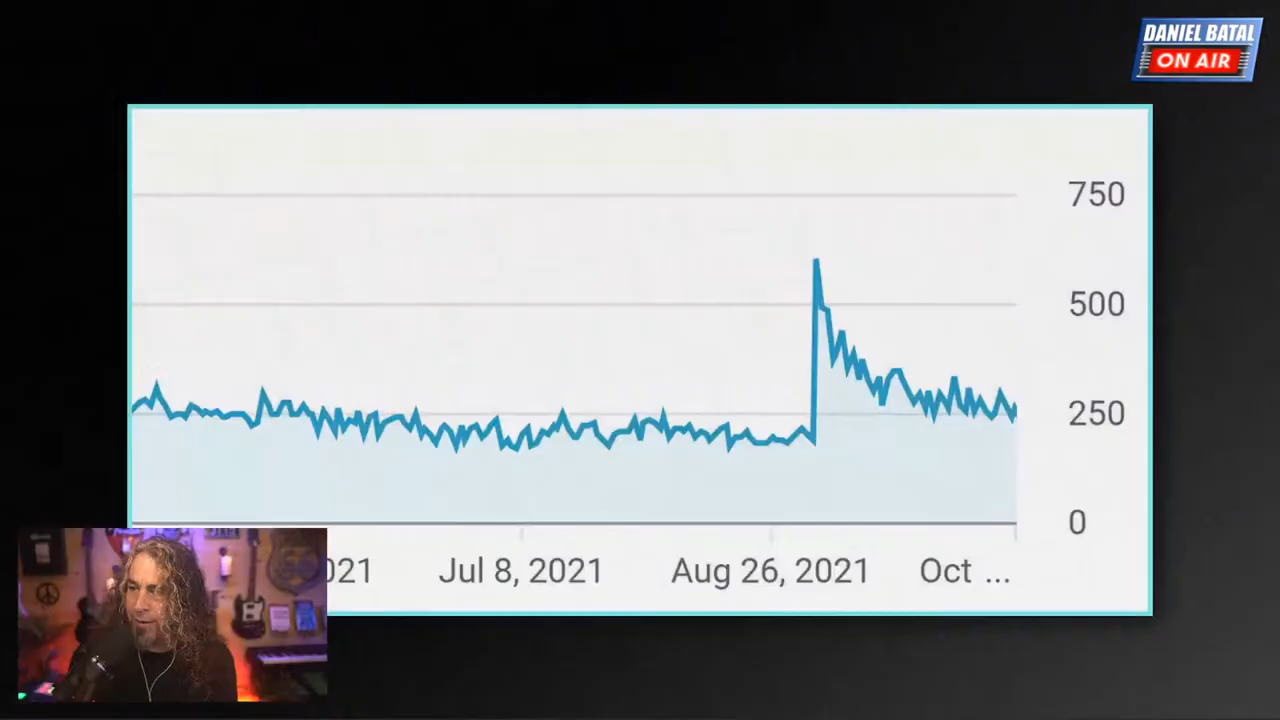 DANIEL BATAL
ON AIR
750
500
250
0
021
Jul 8, 2021
Aug 26, 2021
Oct ...